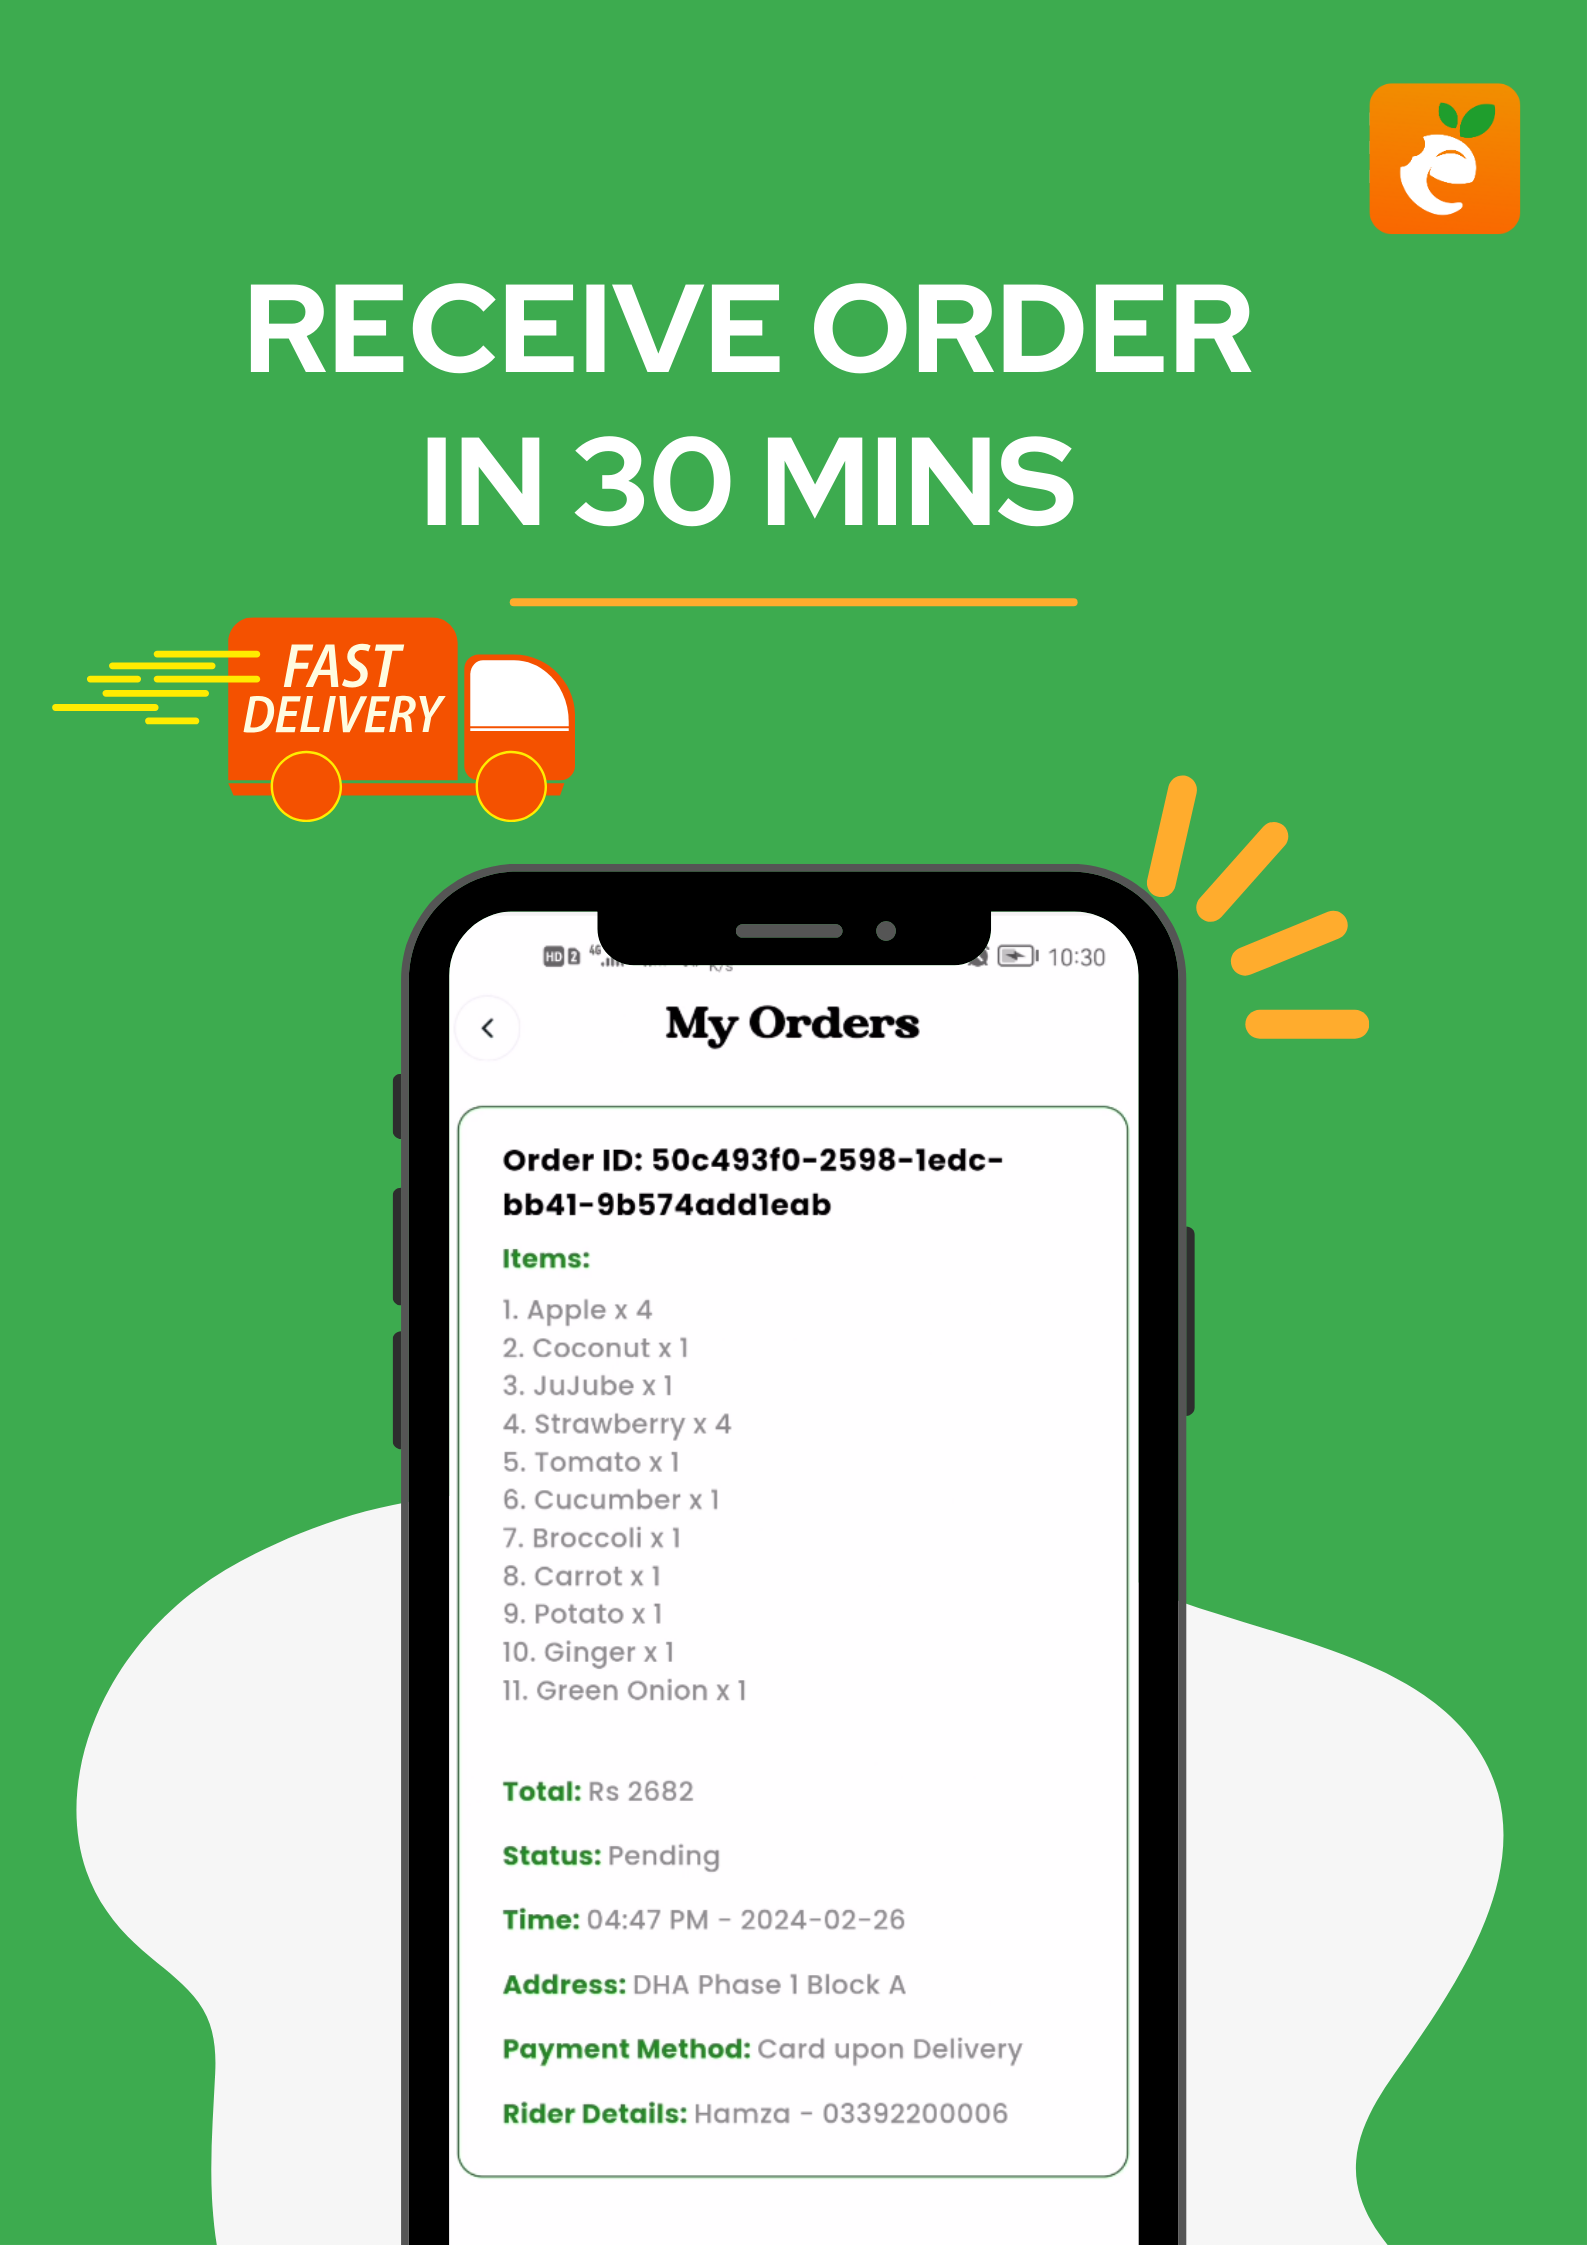 RECEIVE ORDER
IN 30 MINS
FAST
DELIVERY
HD 2 4G
K/s
10:30
My Orders
Order ID: 50c493f0-2598-1edc-
bb41-9b574add1eab
Items:
1. Apple x 4
2. Coconut x 1
3. JuJube x 1
4. Strawberry x 4
5. Tomato x 1
6. Cucumber x 1
7. Broccoli x 1
8. Carrot x 1
9. Potato x 1
10. Ginger x 1
11. Green Onion x 1
Total: Rs 2682
Status: Pending
Time: 04:47 PM - 2024-02-26
Address: DHA Phase 1 Block A
Payment Method: Card upon Delivery
Rider Details: Hamza - 03392200006